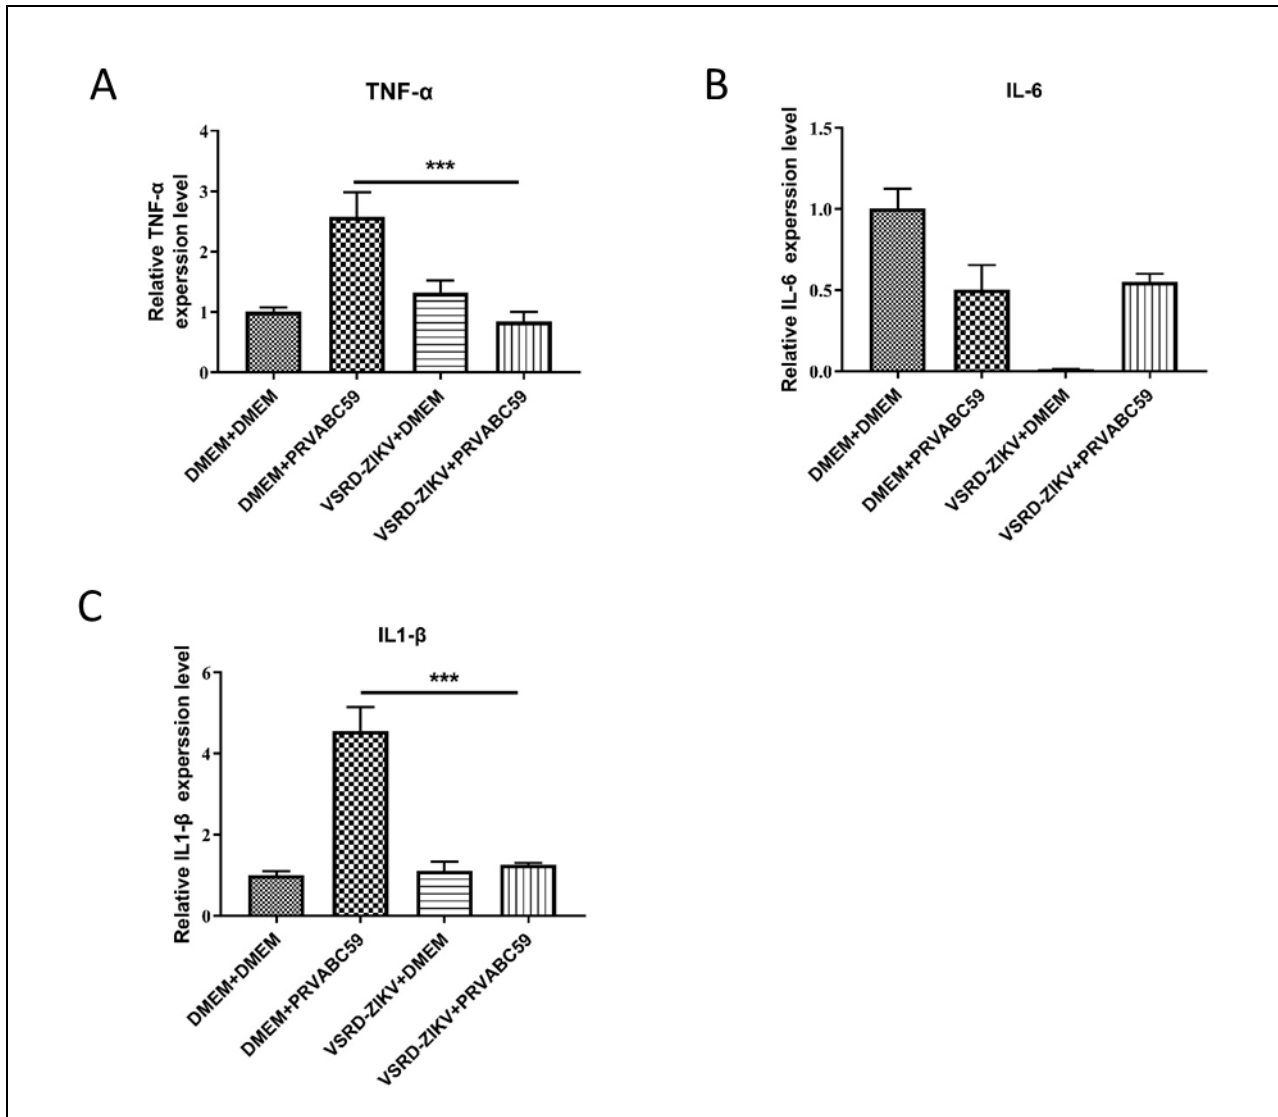 A
TNF-α
Relative TNF-α
experssion level
4
3
2
1
0
***
DMEM+DMEM
DMEM+PRVABC59
VSRD-ZIKV+DMEM
VSRD-ZIKV+PRVABC59
B
IL-6
Relative IL-6 experssion level
1.5
1.0
0.5
0.0
DMEM+DMEM
DMEM+PRVABC59
VSRD-ZIKV+DMEM
VSRD-ZIKV+PRVABC59
C
IL1-β
Relative IL1-β experssion level
6
4
2
0
***
DMEM+DMEM
DMEM+PRVABC59
VSRD-ZIKV+DMEM
VSRD-ZIKV+PRVABC59